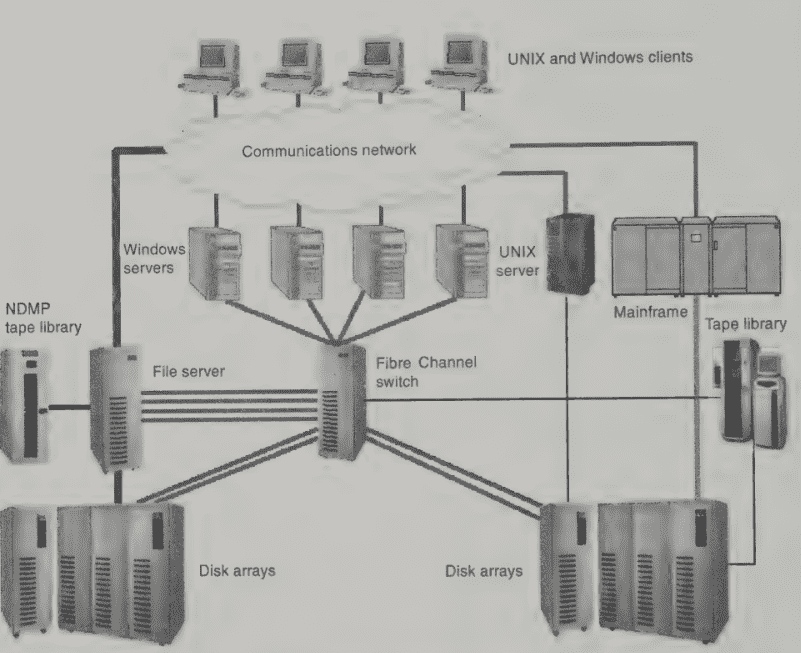 UNIX and Windows clients
Communications network
Windows
servers
UNIX
server
NDMP
tape library
Mainframe
Tape library
File server
Fibre Channel
switch
Disk arrays
Disk arrays